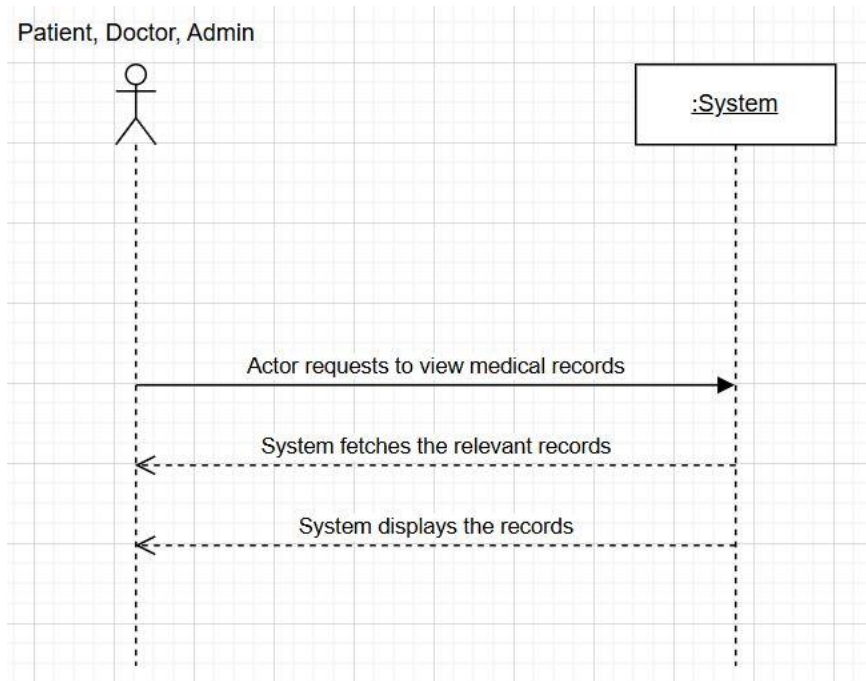 Patient, Doctor, Admin
:System
Actor requests to view medical records
System fetches the relevant records
System displays the records